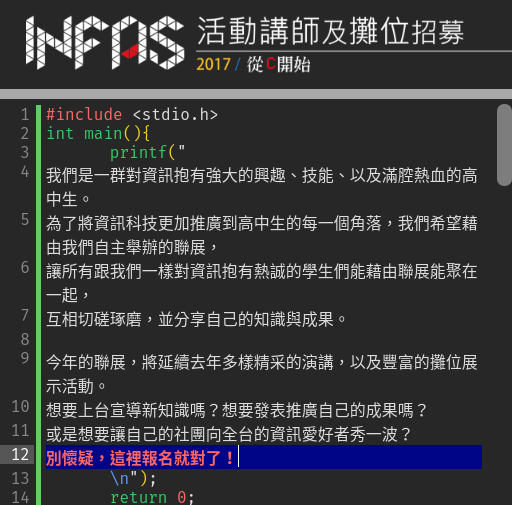 INFAS 活動講師及攤位招募
2017 / 從C開始
1 #include <stdio.h>
2 int main(){
3 printf("
4 我們是一群對資訊抱有強大的興趣、技能、以及滿腔熱血的高
中生。
5 為了將資訊科技更加推廣到高中生的每一個角落，我們希望藉
由我們自主舉辦的聯展，
6 讓所有跟我們一樣對資訊抱有熱誠的學生們能藉由聯展能聚在
一起，
7 互相切磋琢磨，並分享自己的知識與成果。
8
9 今年的聯展，將延續去年多樣精采的演講，以及豐富的攤位展
示活動。
10 想要上台宣導新知識嗎？想要發表推廣自己的成果嗎？
11 或是想要讓自己的社團向全台的資訊愛好者秀一波？
12 別懷疑，這裡報名就對了！
13 \n");
14 return 0;